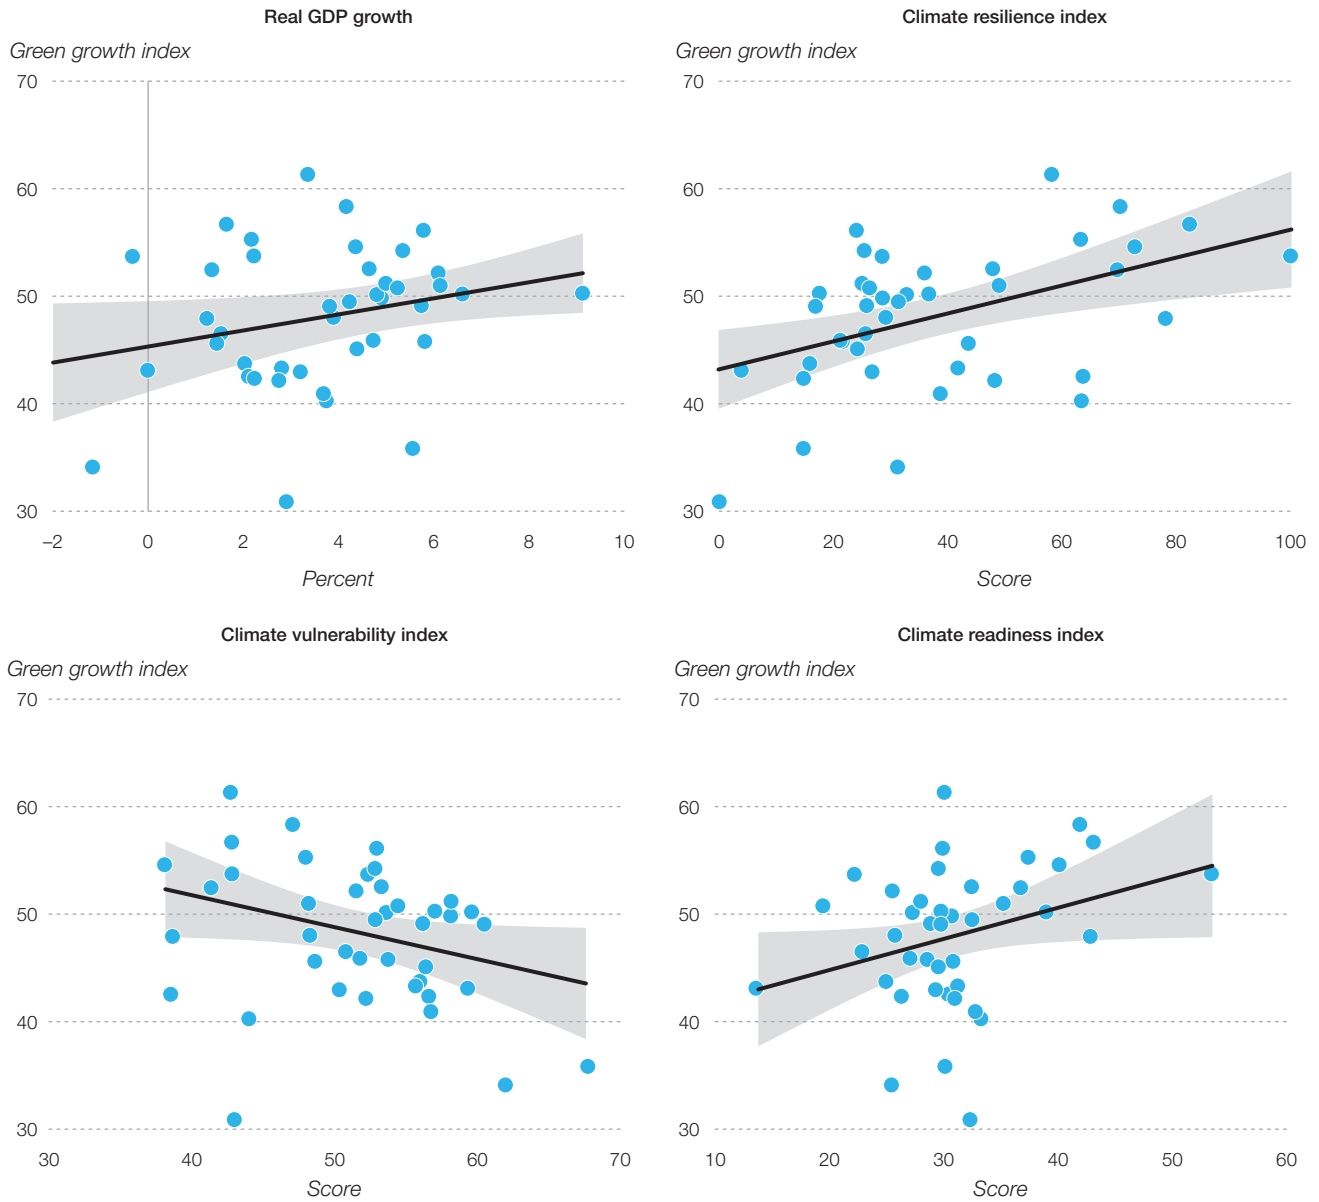 Real GDP growth
Green growth index
70
60
50
40
30
–2 0 2 4 6 8 10
Percent
Climate resilience index
Green growth index
70
60
50
40
30
0 20 40 60 80 100
Score
Climate vulnerability index
Green growth index
70
60
50
40
30
30 40 50 60 70
Score
Climate readiness index
Green growth index
70
60
50
40
30
10 20 30 40 50 60
Score